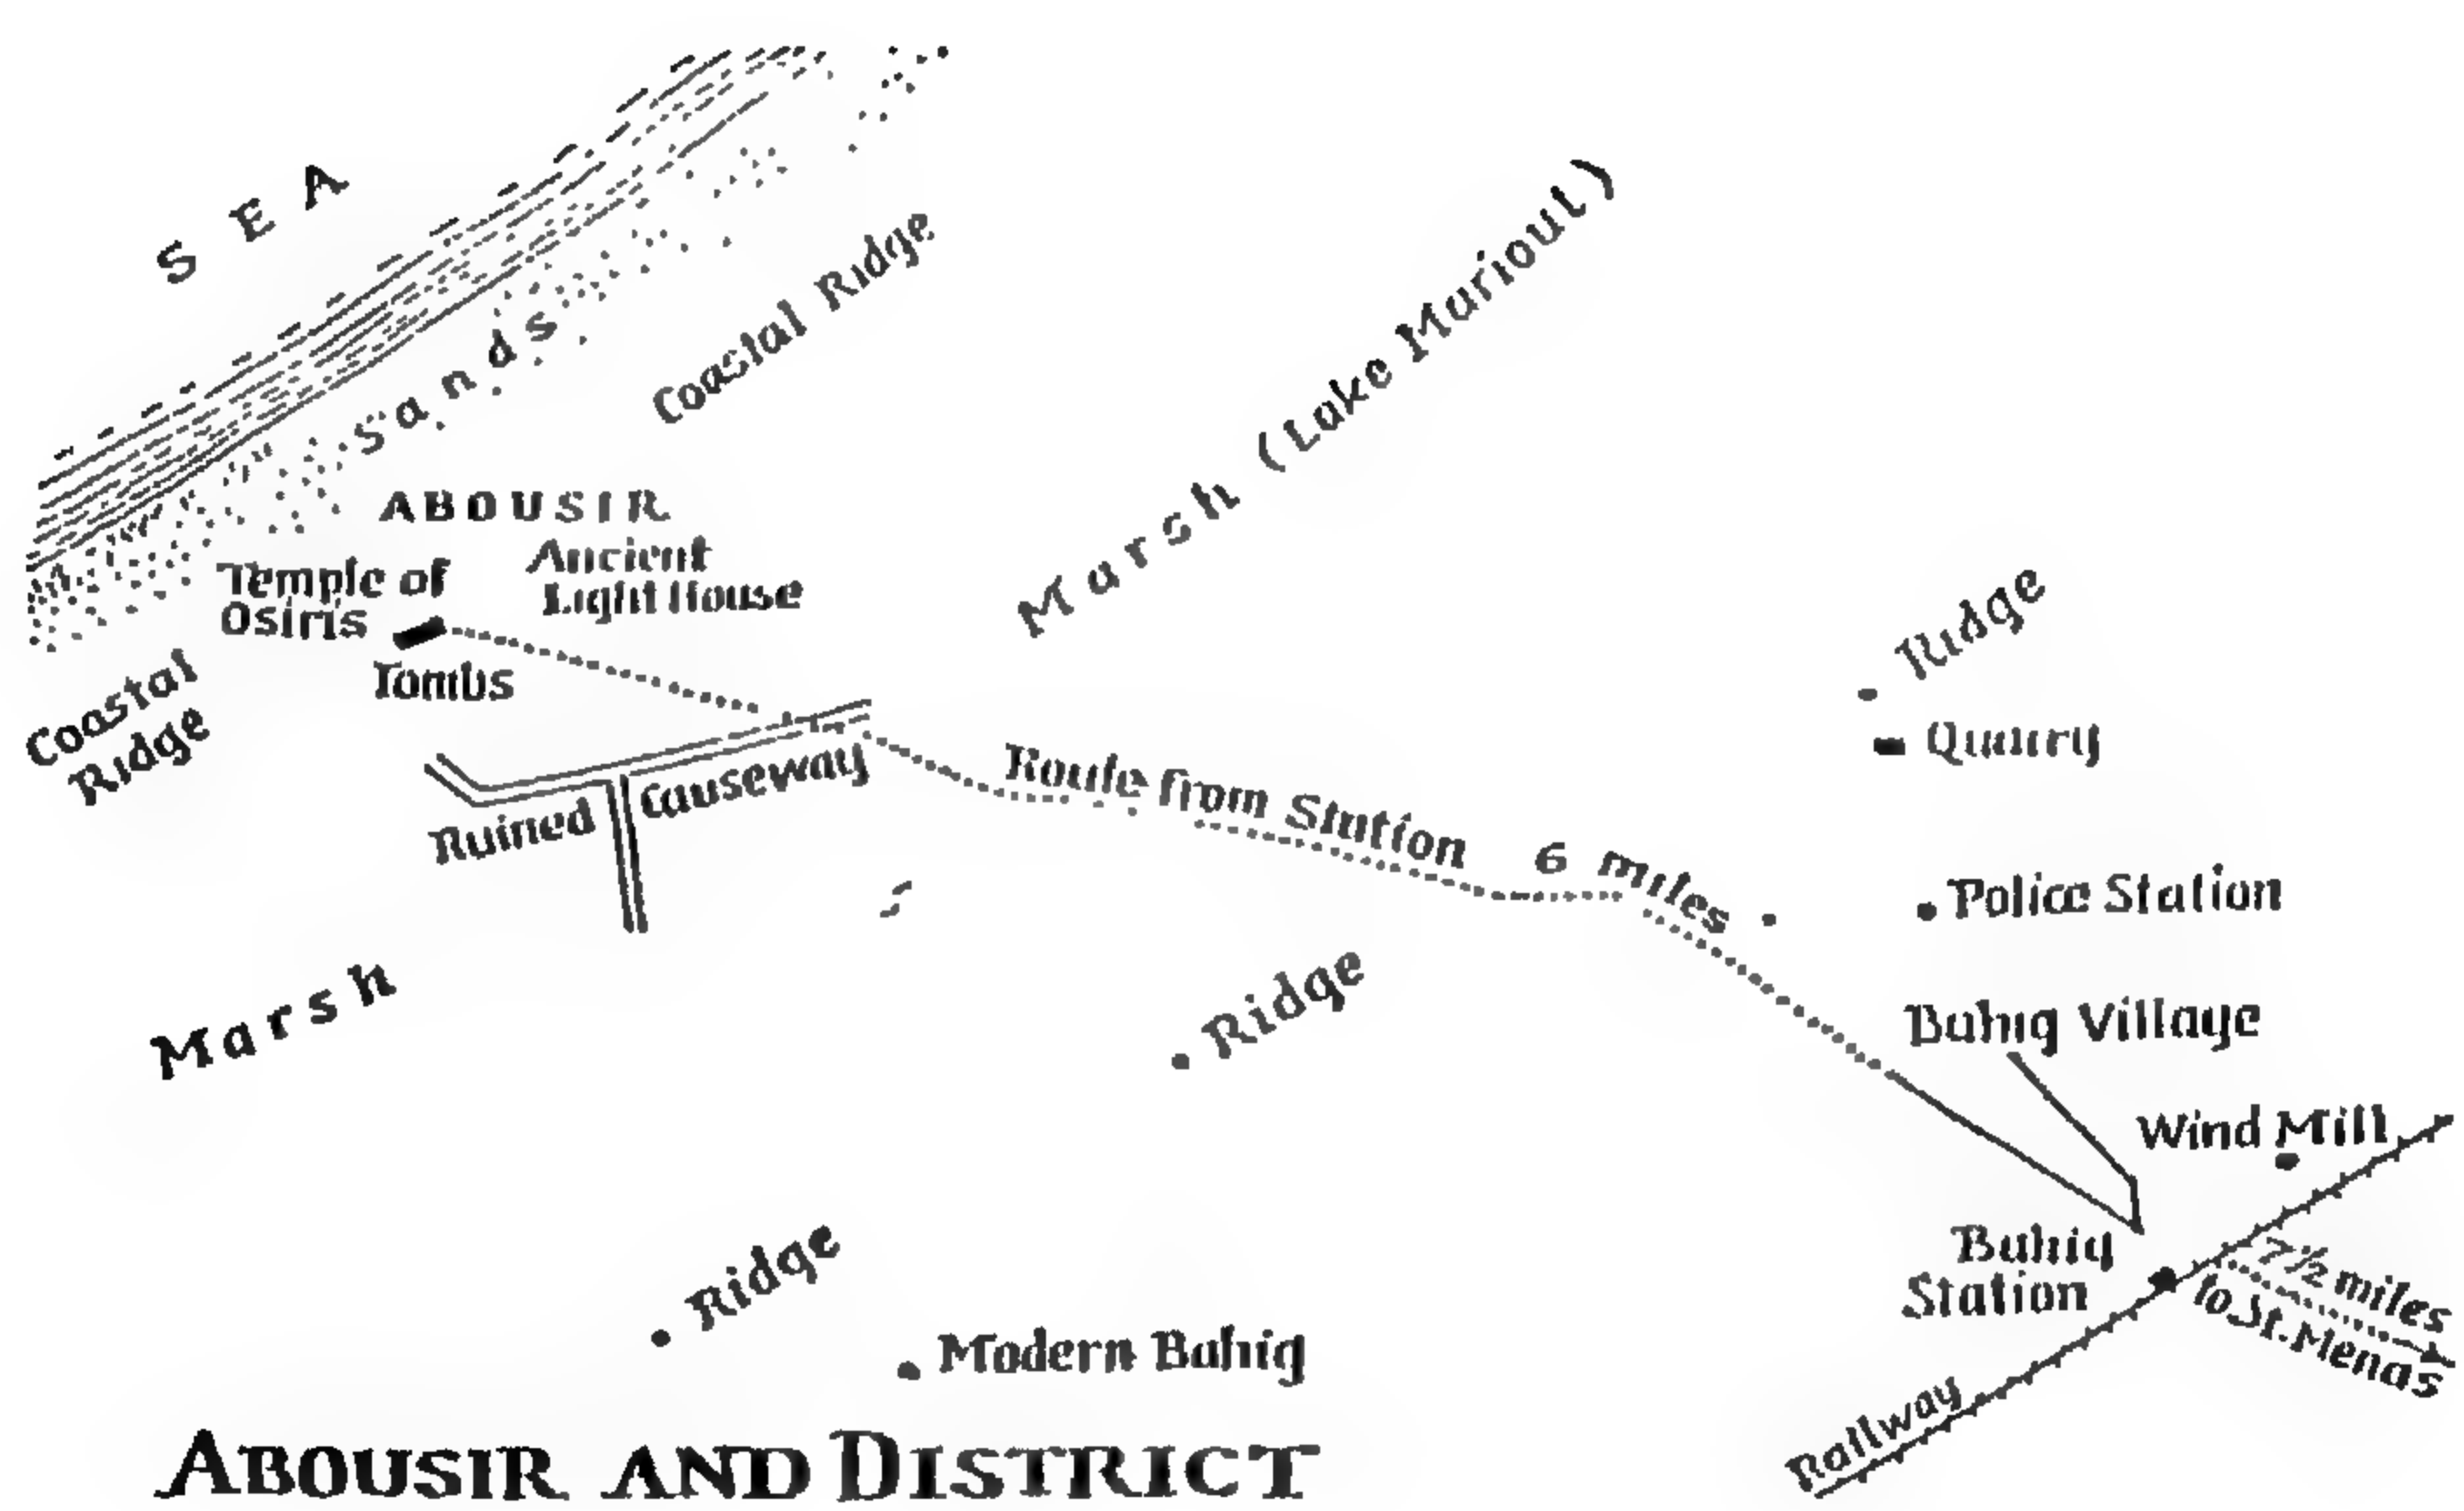 SEA
Sands
Coastal Ridge
Marsh (Lake Mariout)
ABOUSIR
Temple of
Osiris
Ancient
Light House
Tombs
Coastal
Ridge
Ridge
Quarry
Ruined Causeway
Route from Station 6 miles
Police Station
Marsh
Ridge
Bahig Village
Wind Mill
Bahig
Station
7½ miles
to St. Menas
Ridge
Modern Bahig
Railway
ABOUSIR AND DISTRICT